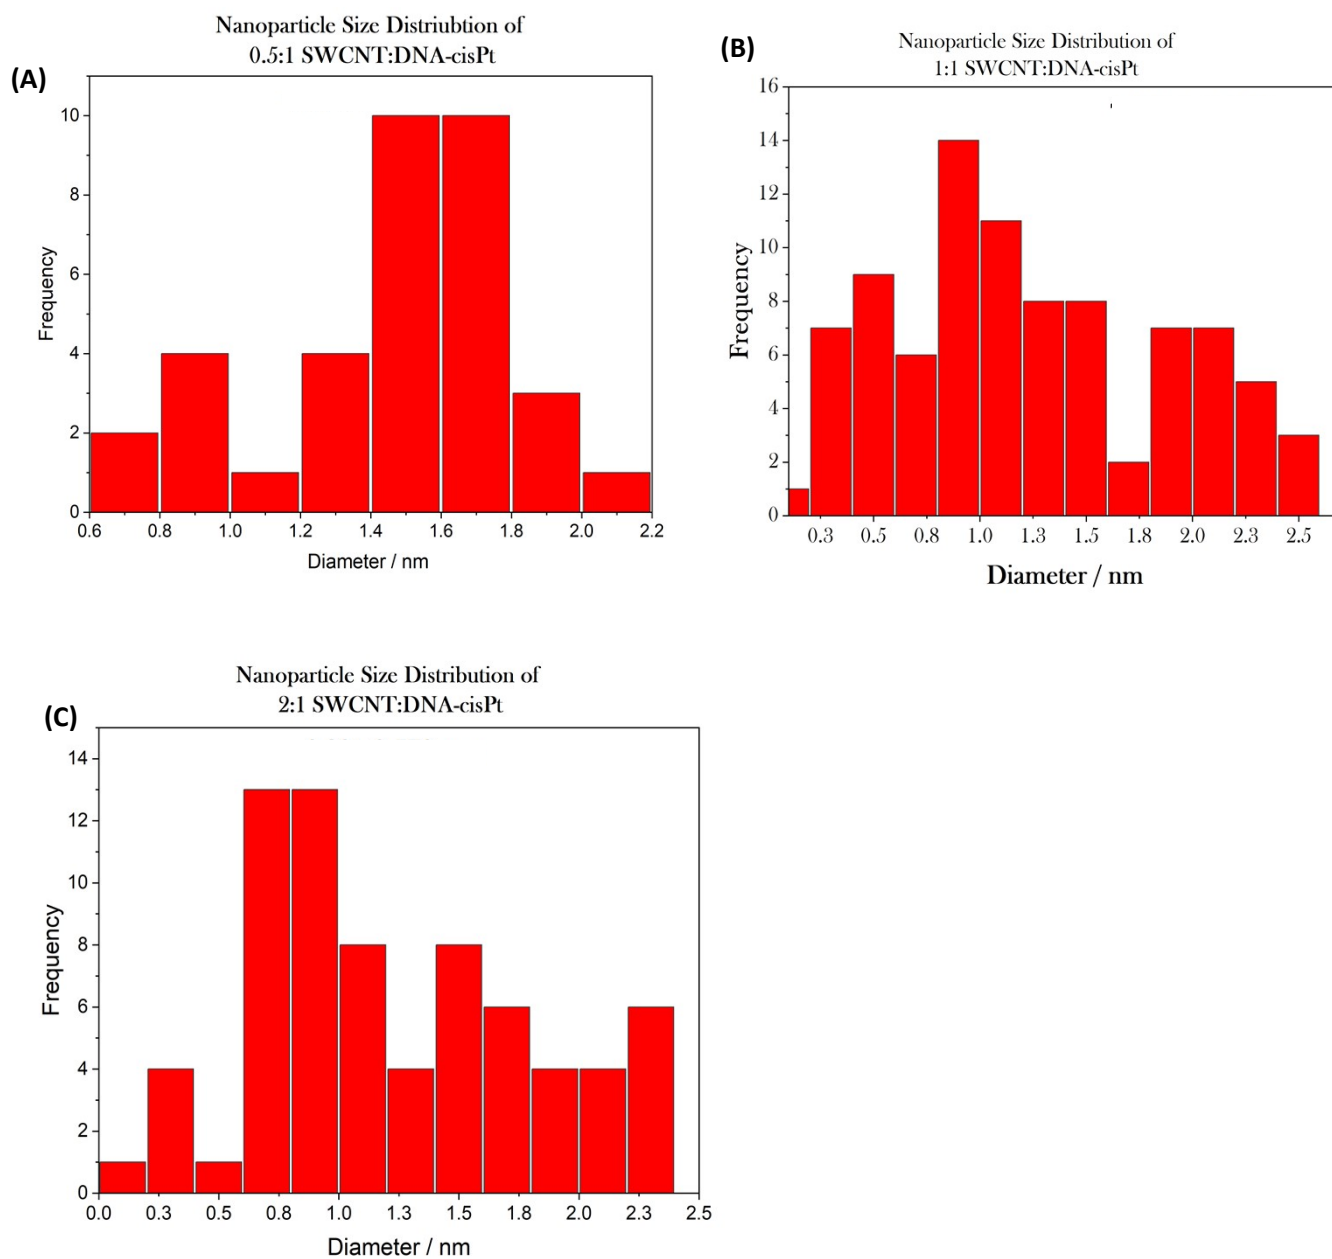 Nanoparticle Size Distriubtion of
0.5:1 SWCNT:DNA-cisPt
(A)
10
8
6
4
2
0
Frequency
0.6 0.8 1.0 1.2 1.4 1.6 1.8 2.0 2.2
Diameter / nm
Nanoparticle Size Distribution of
1:1 SWCNT:DNA-cisPt
(B)
16
14
12
10
8
6
4
2
0
Frequency
0.3 0.5 0.8 1.0 1.3 1.5 1.8 2.0 2.3 2.5
Diameter / nm
Nanoparticle Size Distribution of
2:1 SWCNT:DNA-cisPt
(C)
14
12
10
8
6
4
2
0
Frequency
0.0 0.3 0.5 0.8 1.0 1.3 1.5 1.8 2.0 2.3 2.5
Diameter / nm